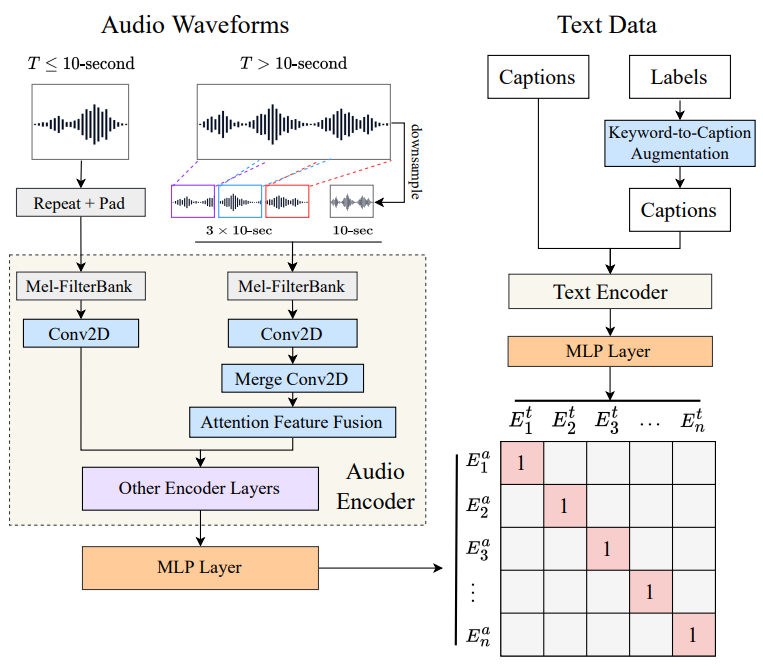 Audio Waveforms
T ≤ 10-second
T > 10-second
downsample
Repeat + Pad
3 × 10-sec
10-sec
Mel-FilterBank
Mel-FilterBank
Conv2D
Conv2D
Merge Conv2D
Attention Feature Fusion
Other Encoder Layers
Audio
Encoder
MLP Layer
Text Data
Captions
Labels
Keyword-to-Caption
Augmentation
Captions
Text Encoder
MLP Layer
E₁ᵗ E₂ᵗ E₃ᵗ … Eₙᵗ
E₁ᵃ 1
E₂ᵃ 1
E₃ᵃ 1
⋮ 1
Eₙᵃ 1